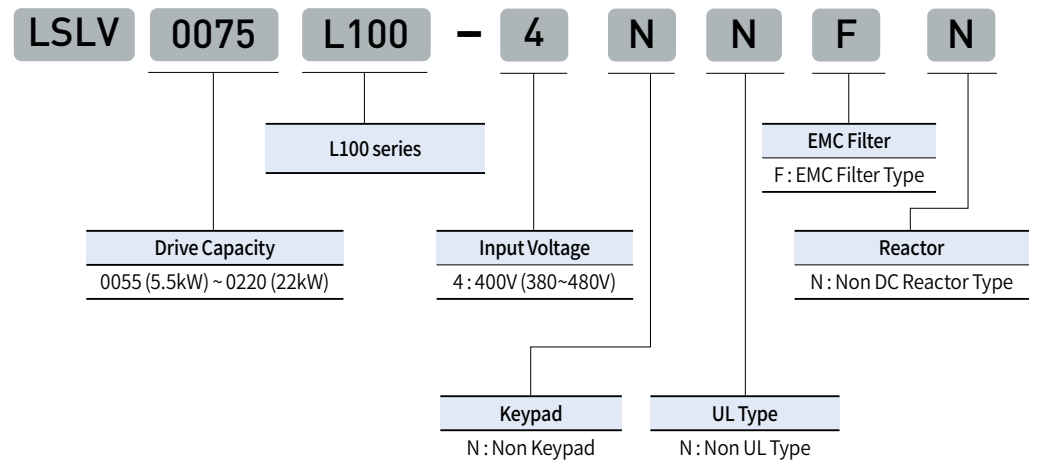 LSLV 0075 L100 - 4 N N F N
L100 series
EMC Filter
F : EMC Filter Type
Drive Capacity
0055 (5.5kW) ~ 0220 (22kW)
Input Voltage
4 : 400V (380~480V)
Reactor
N : Non DC Reactor Type
Keypad
N : Non Keypad
UL Type
N : Non UL Type